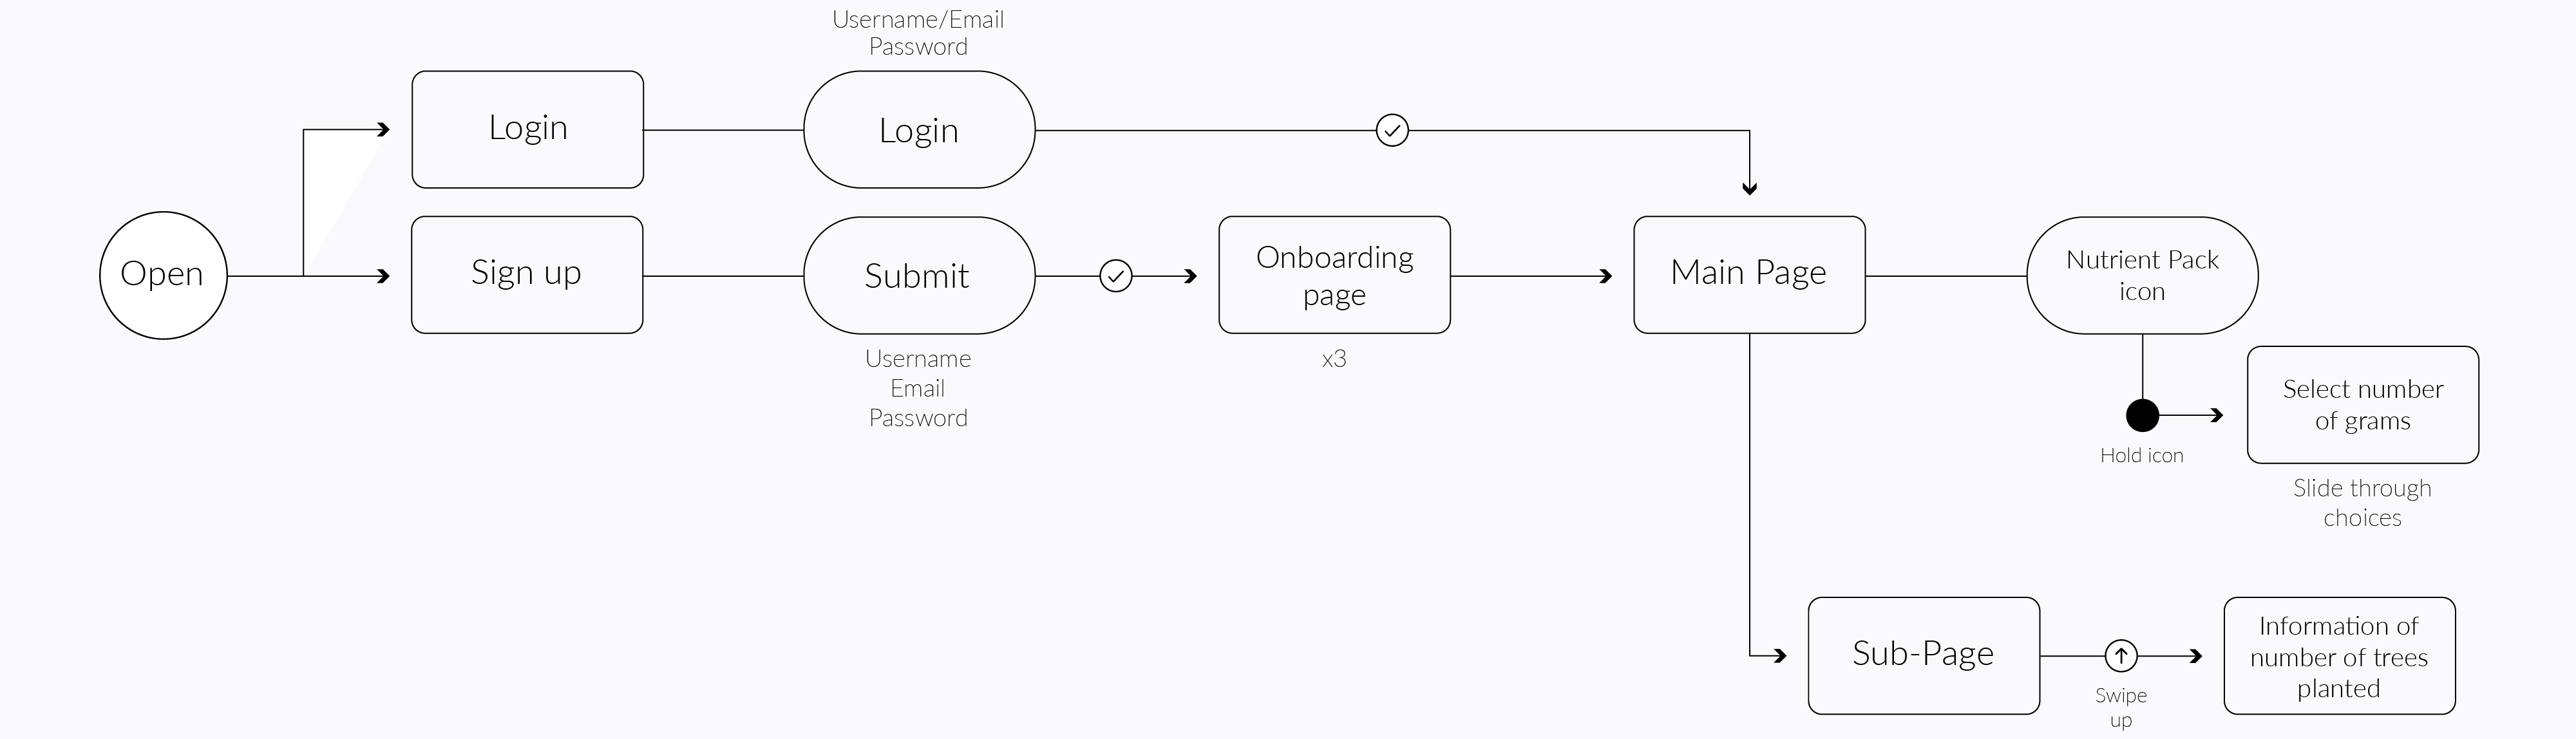 Username/Email
Password
Login
Login
Open
Sign up
Submit
Username
Email
Password
Onboarding
page
x3
Main Page
Nutrient Pack
icon
Hold icon
Select number
of grams
Slide through
choices
Sub-Page
Swipe
up
Information of
number of trees
planted